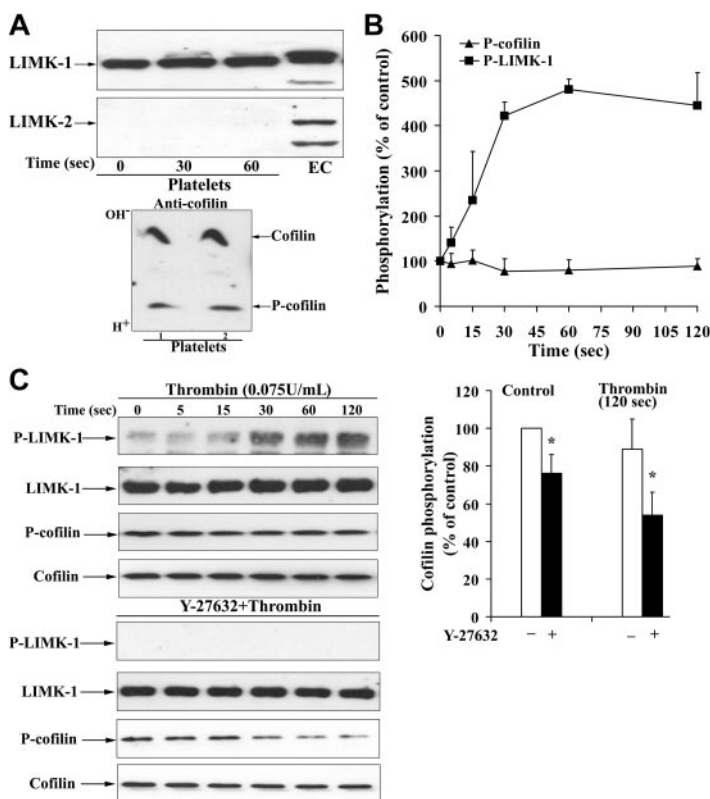 A
LIMK-1
LIMK-2
Time (sec) 0 30 60 EC
Platelets
Anti-cofilin
OH-
Cofilin
P-cofilin
H+
1 2
Platelets
B
P-cofilin
P-LIMK-1
Phosphorylation (% of control)
600
500
400
300
200
100
0
0 15 30 45 60 75 90 105 120
Time (sec)
C
Thrombin (0.075U/mL)
Time (sec) 0 5 15 30 60 120
P-LIMK-1
LIMK-1
P-cofilin
Cofilin
Y-27632+Thrombin
P-LIMK-1
LIMK-1
P-cofilin
Cofilin
Control
Thrombin
(120 sec)
Cofilin phosphorylation
(% of control)
120
100
80
60
40
20
0
* *
Y-27632 – + – +